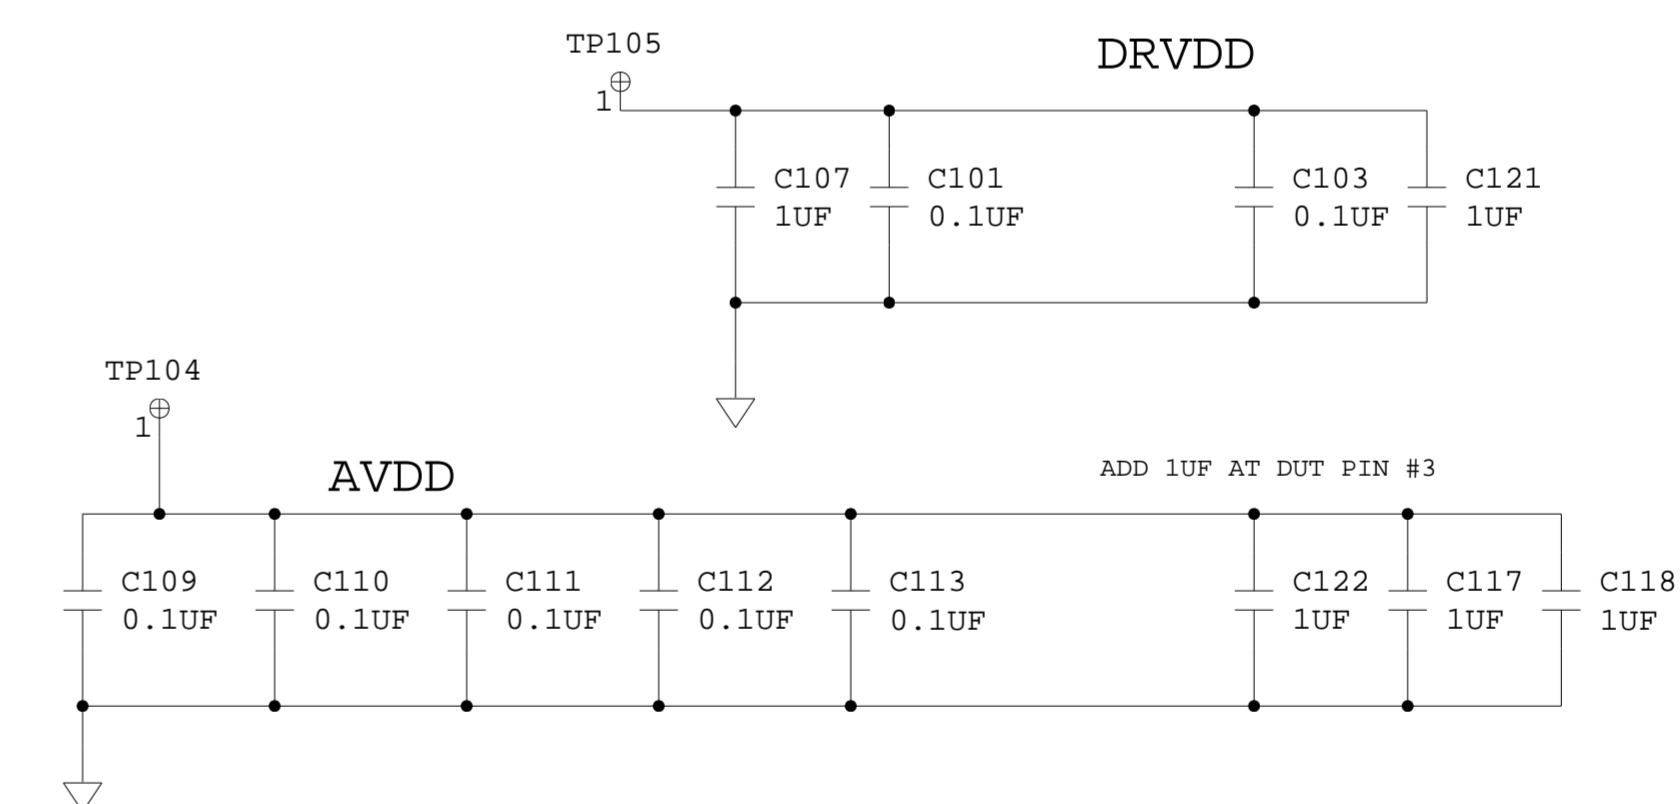 TP105
DRVDD
1
C107
1UF
C101
0.1UF
C103
0.1UF
C121
1UF
TP104
1
AVDD
ADD 1UF AT DUT PIN #3
C109
0.1UF
C110
0.1UF
C111
0.1UF
C112
0.1UF
C113
0.1UF
C122
1UF
C117
1UF
C118
1UF